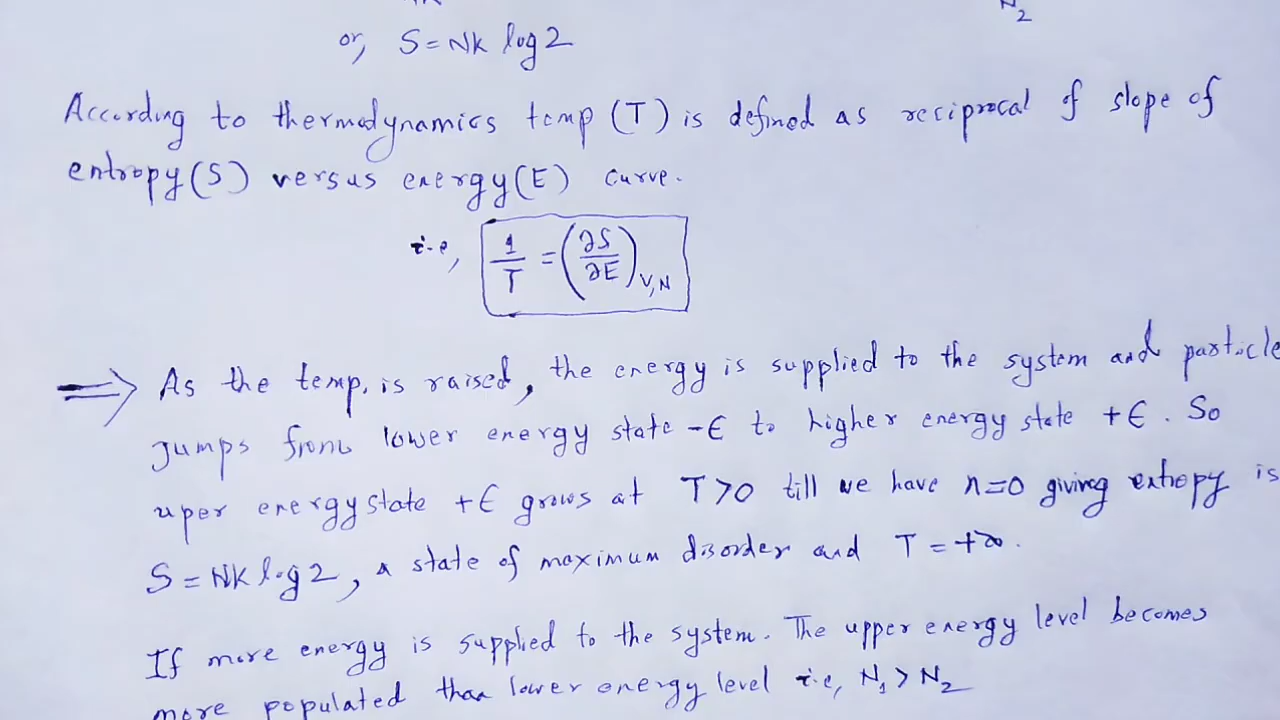 N₂
or, S = NK log 2
According to thermodynamics temp (T) is defined as reciprocal of slope of
entropy (S) versus energy (E) curve.
i.e, 1/T = (∂S/∂E)V,N
⇒ As the temp. is raised, the energy is supplied to the system and particle
Jumps from lower energy state -ϵ to higher energy state +ϵ. So
uper energy state +ϵ grows at T>0 till we have n=0 giving entropy is
S = NK log 2, a state of maximum disorder and T = +∞.
If more energy is supplied to the system. The upper energy level becomes
more populated than lower energy level i.e, N₁ > N₂